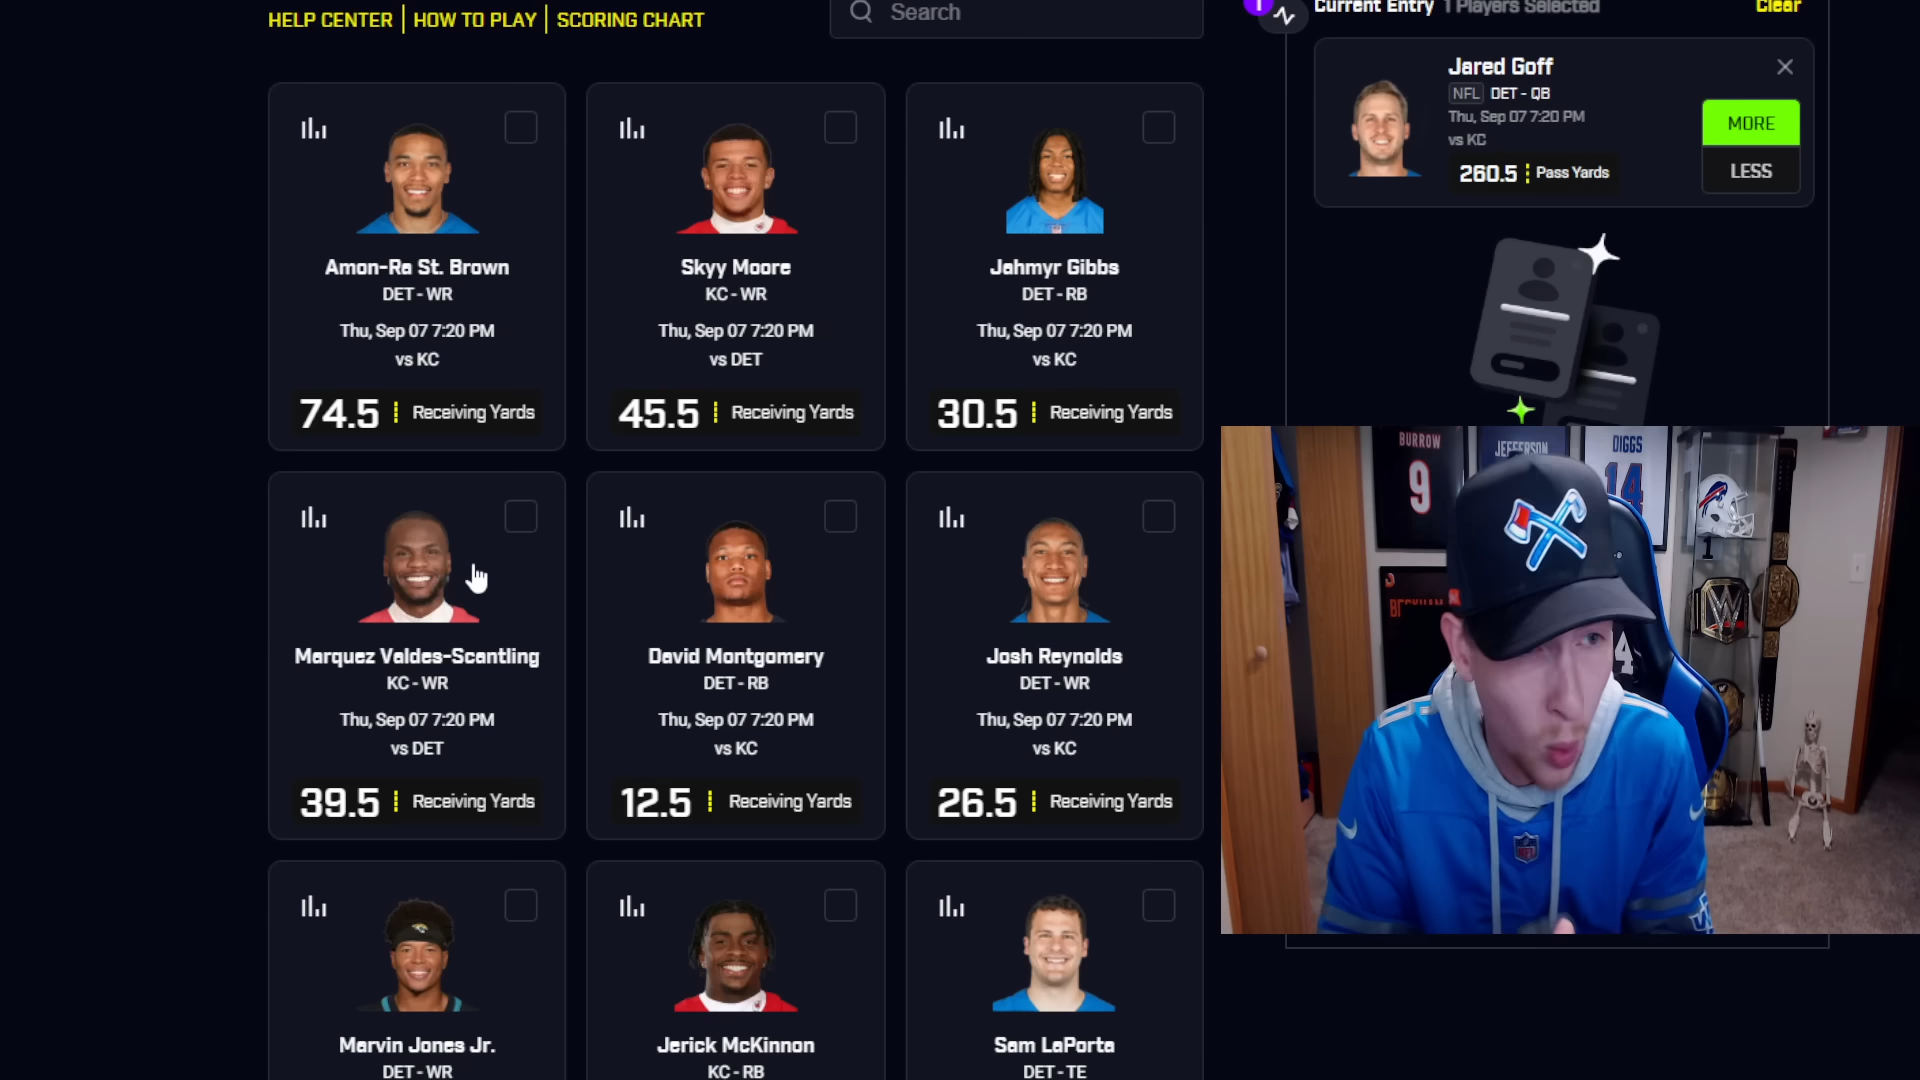 HELP CENTER
HOW TO PLAY
SCORING CHART
Search
Current Entry 1 Players Selected
Clear
Jared Goff
NFL DET - QB
Thu, Sep 07 7:20 PM
vs KC
260.5 Pass Yards
MORE
LESS
Amon-Ra St. Brown
DET - WR
Thu, Sep 07 7:20 PM
vs KC
74.5 Receiving Yards
Skyy Moore
KC - WR
Thu, Sep 07 7:20 PM
vs DET
45.5 Receiving Yards
Jahmyr Gibbs
DET - RB
Thu, Sep 07 7:20 PM
vs KC
30.5 Receiving Yards
Marquez Valdes-Scantling
KC - WR
Thu, Sep 07 7:20 PM
vs DET
39.5 Receiving Yards
David Montgomery
DET - RB
Thu, Sep 07 7:20 PM
vs KC
12.5 Receiving Yards
Josh Reynolds
DET - WR
Thu, Sep 07 7:20 PM
vs KC
26.5 Receiving Yards
Marvin Jones Jr.
DET - WR
Jerick McKinnon
KC - RB
Sam LaPorta
DET - TE
BURROW
9
JEFFERSON
DIGGS
14
1
W
4
NFL